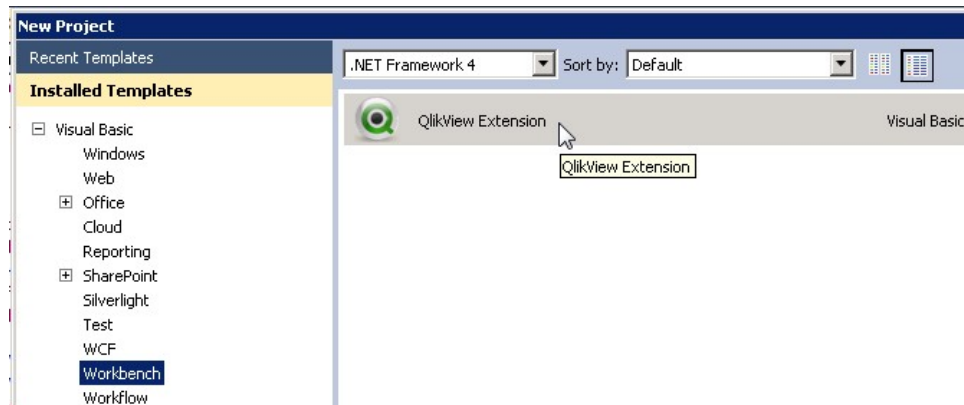 New Project
Recent Templates
.NET Framework 4 Sort by: Default
Installed Templates
QlikView Extension Visual Basic
QlikView Extension
Visual Basic
Windows
Web
Office
Cloud
Reporting
SharePoint
Silverlight
Test
WCF
Workbench
Workflow